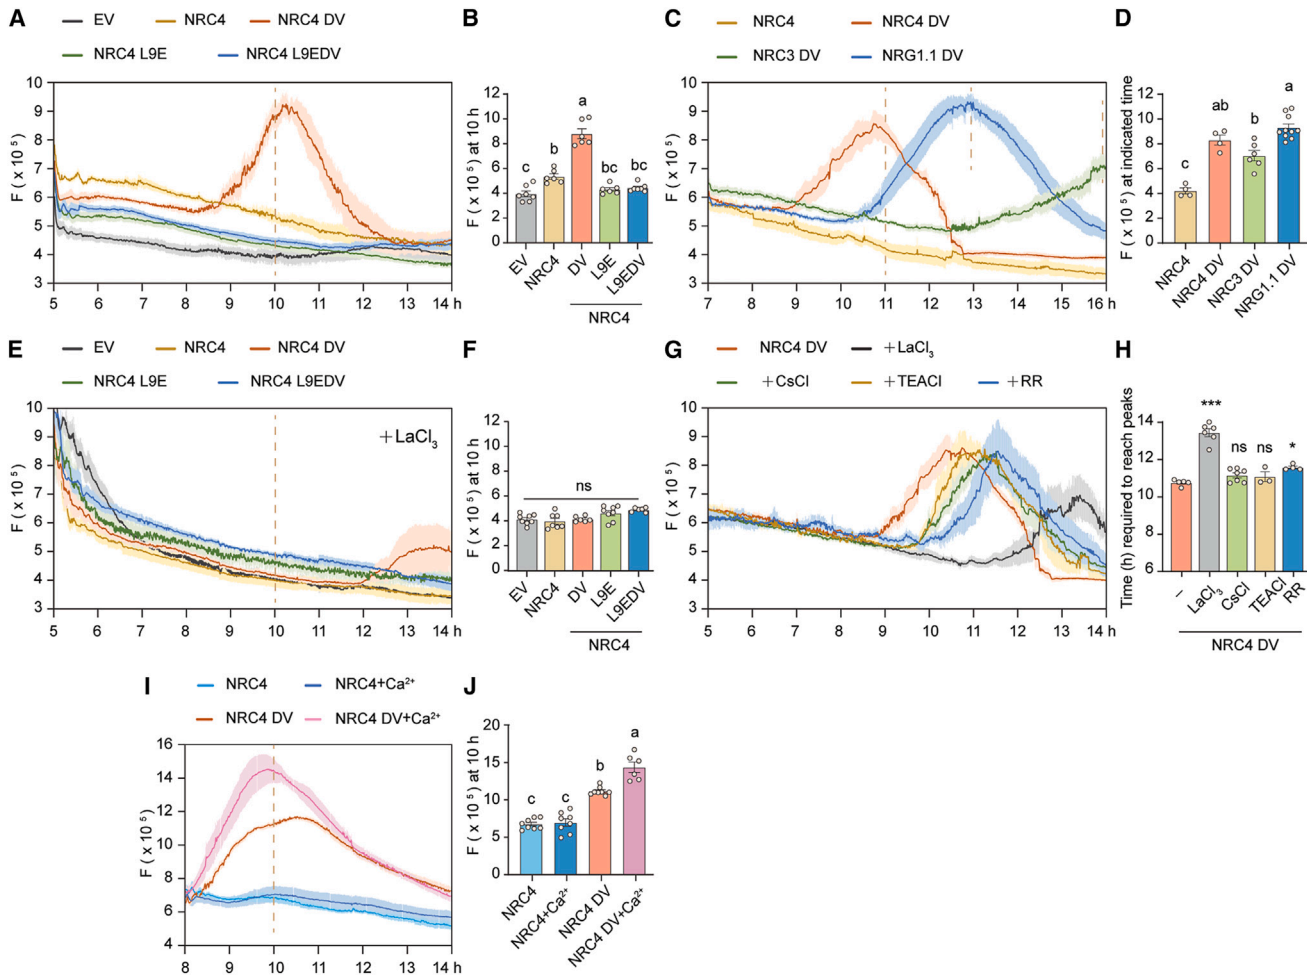 A
EV
NRC4
NRC4 DV
NRC4 L9E
NRC4 L9EDV
F ( x 10 ⁵ )
10
9
8
7
6
5
4
3
5 6 7 8 9 10 11 12 13 14 h
B
F ( x 10 ⁵ ) at 10 h
12
10
8
6
4
2
0
c b a bc bc
EV NRC4 DV L9E L9EDV
NRC4
C
NRC4
NRC4 DV
NRC3 DV
NRG1.1 DV
F ( x 10 ⁵ )
10
9
8
7
6
5
4
3
7 8 9 10 11 12 13 14 15 16 h
D
F ( x 10 ⁵ ) at indicated time
12
10
8
6
4
2
0
c ab b a
NRC4 NRC4 DV NRC3 DV NRG1.1 DV
E
EV
NRC4
NRC4 DV
NRC4 L9E
NRC4 L9EDV
+LaCl₃
F ( x 10 ⁵ )
10
9
8
7
6
5
4
3
5 6 7 8 9 10 11 12 13 14 h
F
F ( x 10 ⁵ ) at 10 h
12
10
8
6
4
2
0
ns
EV NRC4 DV L9E L9EDV
NRC4
G
NRC4 DV
+LaCl₃
+CsCl
+TEACl
+RR
F ( x 10 ⁵ )
10
9
8
7
6
5
4
3
5 6 7 8 9 10 11 12 13 14 h
H
Time (h) required to reach peaks
14
12
10
8
6
*** ns ns *
– LaCl₃ CsCl TEACl RR
NRC4 DV
I
NRC4
NRC4+Ca²⁺
NRC4 DV
NRC4 DV+Ca²⁺
F ( x 10 ⁵ )
16
14
12
10
8
6
4
8 9 10 11 12 13 14 h
J
F ( x 10 ⁵ ) at 10 h
20
15
10
5
0
c c b a
NRC4 NRC4+Ca²⁺ NRC4 DV NRC4 DV+Ca²⁺